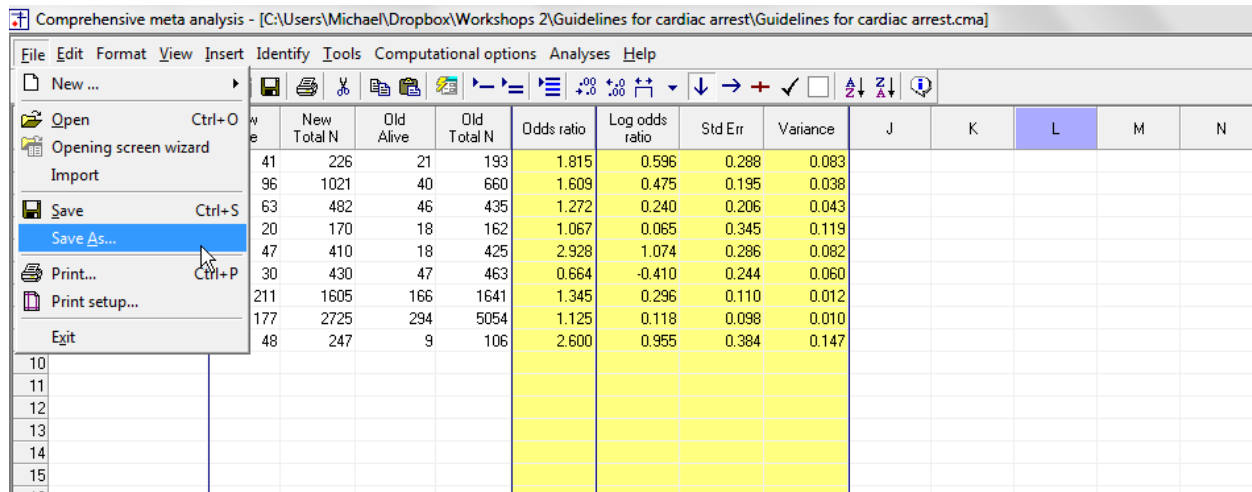 Comprehensive meta analysis - [C:\Users\Michael\Dropbox\Workshops 2\Guidelines for cardiac arrest\Guidelines for cardiac arrest.cma]
File Edit Format View Insert Identify Tools Computational options Analyses Help
New ...
Open Ctrl+O
Opening screen wizard
Import
Save Ctrl+S
Save As...
Print... Ctrl+P
Print setup...
Exit
New Total N Old Alive Old Total N Odds ratio Log odds ratio Std Err Variance J K L M N
41 226 21 193 1.815 0.596 0.288 0.083
96 1021 40 660 1.609 0.475 0.195 0.038
63 482 46 435 1.272 0.240 0.206 0.043
20 170 18 162 1.067 0.065 0.345 0.119
47 410 18 425 2.928 1.074 0.286 0.082
30 430 47 463 0.664 -0.410 0.244 0.060
211 1605 166 1641 1.345 0.296 0.110 0.012
177 2725 294 5054 1.125 0.118 0.098 0.010
48 247 9 106 2.600 0.955 0.384 0.147
10
11
12
13
14
15